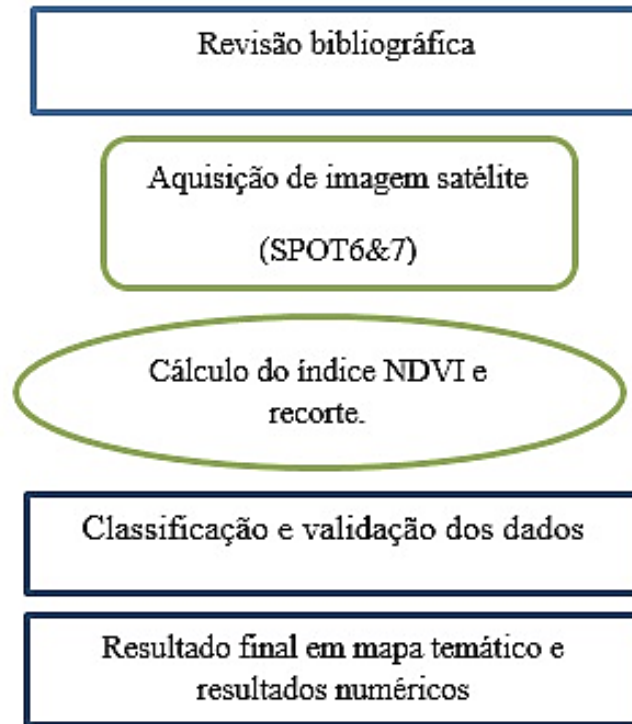 Revisão bibliográfica
Aquisição de imagem satélite
(SPOT6&7)
Cálculo do índice NDVI e
recorte.
Classificação e validação dos dados
Resultado final em mapa temático e
resultados numéricos